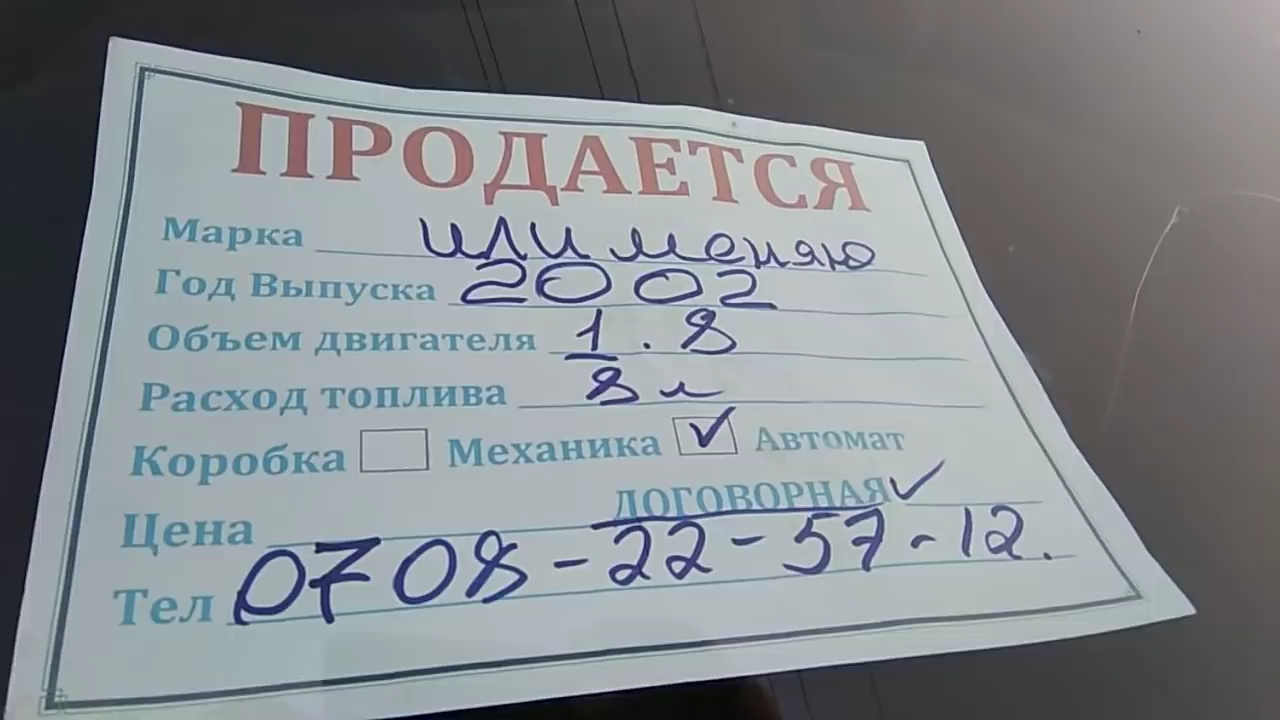 ПРОДАЕТСЯ
Марка или меняю
Год Выпуска 2002
Объем двигателя 1.8
Расход топлива 8 л
Коробка Механика ✓ Автомат
Цена ДОГОВОРНАЯ ✓
Тел 0708-22-57-12.